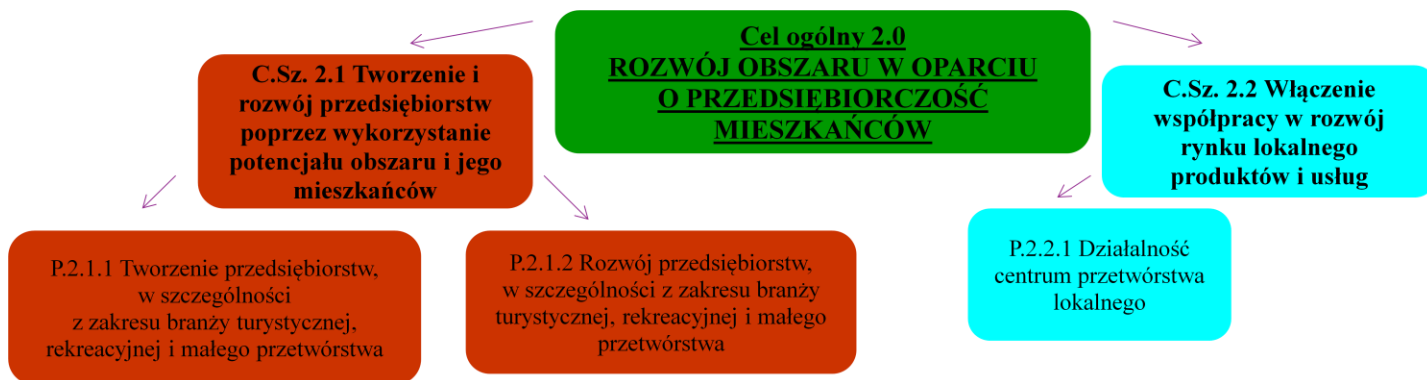 Cel ogólny 2.0
ROZWÓJ OBSZARU W OPARCIU
O PRZEDSIĘBIORCZOŚĆ
MIESZKAŃCÓW
C.Sz. 2.1 Tworzenie i
rozwój przedsiębiorstw
poprzez wykorzystanie
potencjału obszaru i jego
mieszkańców
C.Sz. 2.2 Włączenie
współpracy w rozwój
rynku lokalnego
produktów i usług
P.2.1.1 Tworzenie przedsiębiorstw,
w szczególności
z zakresu branży turystycznej,
rekreacyjnej i małego przetwórstwa
P.2.1.2 Rozwój przedsiębiorstw,
w szczególności z zakresu branży
turystycznej, rekreacyjnej i małego
przetwórstwa
P.2.2.1 Działalność
centrum przetwórstwa
lokalnego